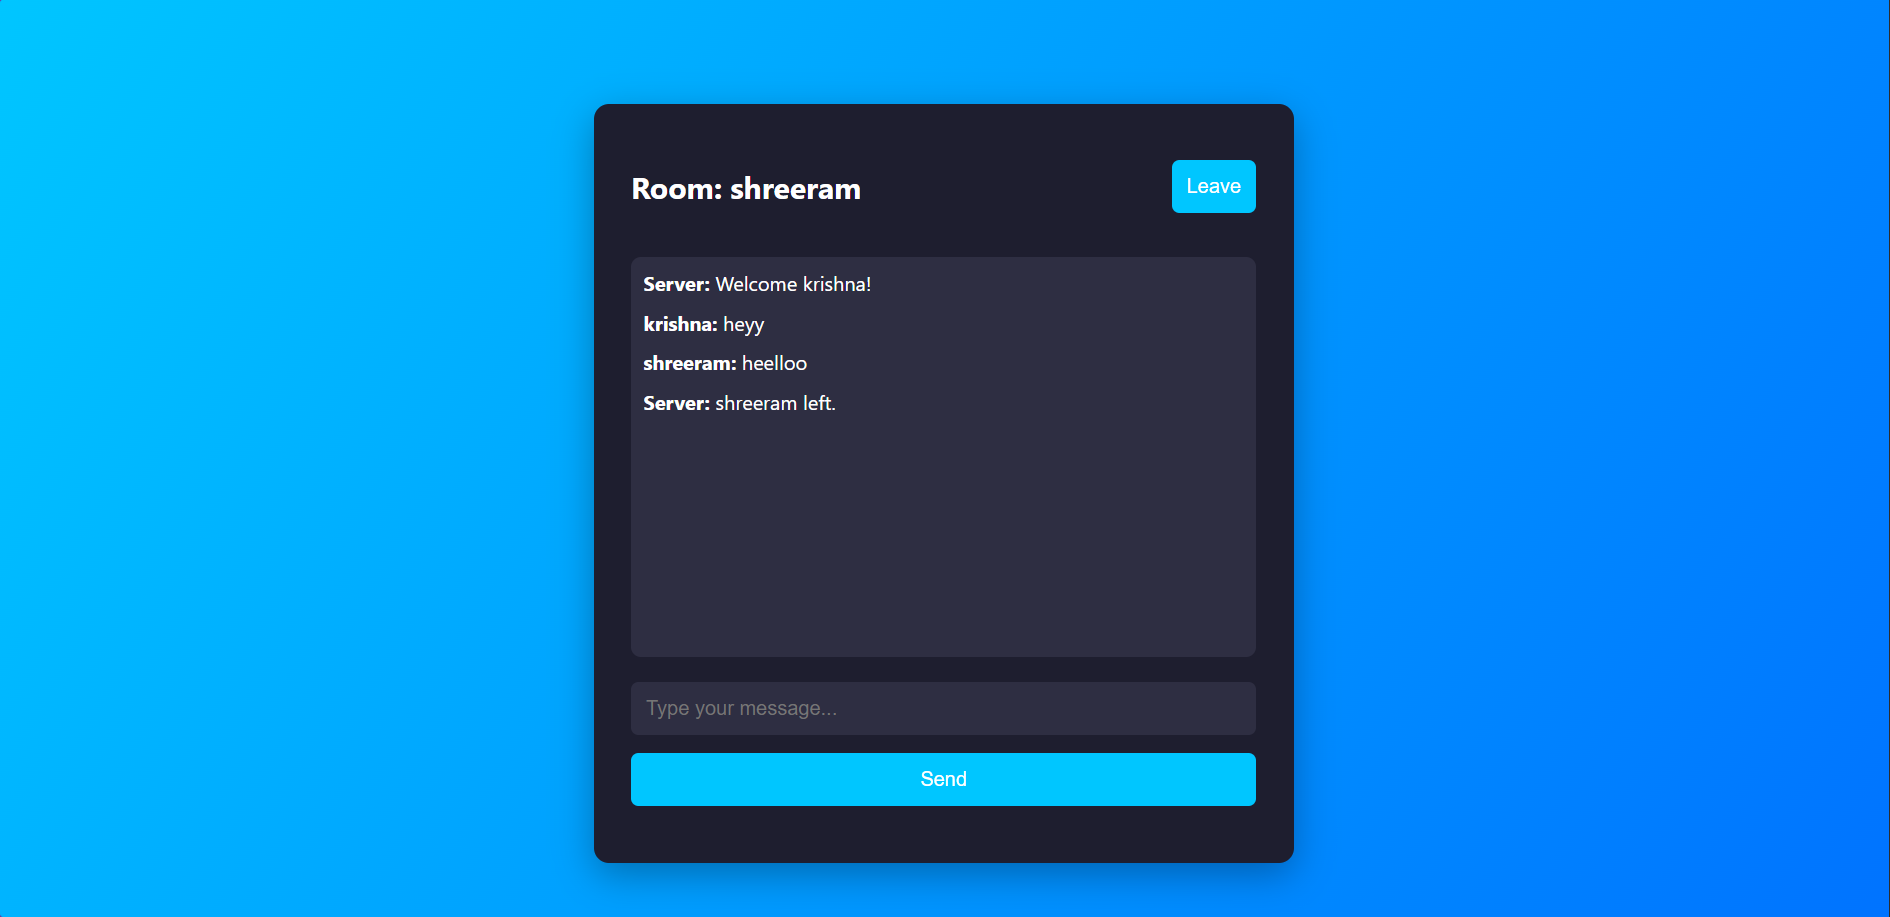 Room: shreeram
Leave
Server: Welcome krishna!
krishna: heyy
shreeram: heelloo
Server: shreeram left.
Type your message...
Send